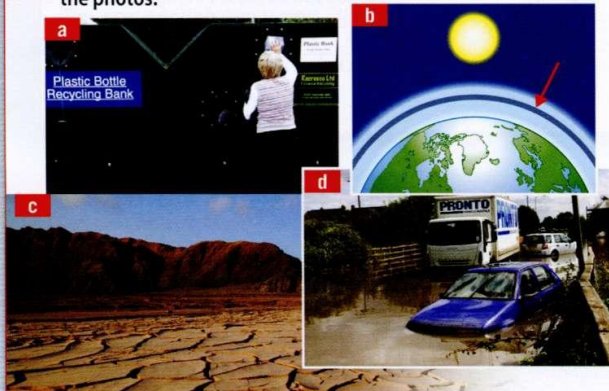 the photos.
a
b
Plastic Bottle
Recycling Bank
Plastic Bank
c
d
PRONTO